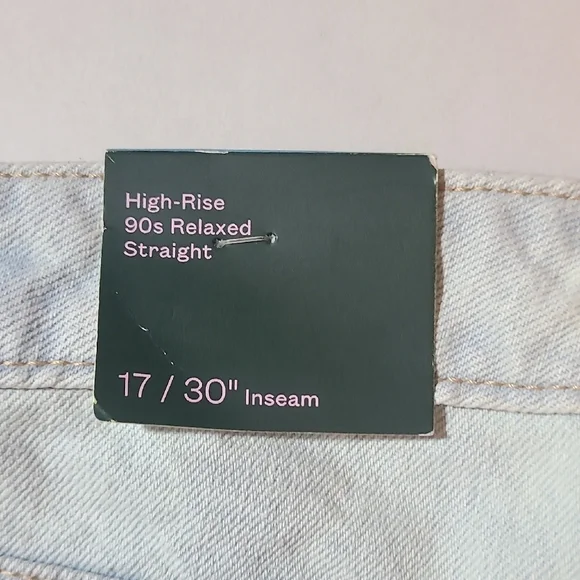 High-Rise
90s Relaxed
Straight
17 / 30" Inseam